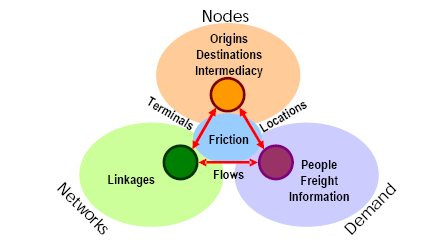 Nodes
Origins
Destinations
Intermediacy
Terminals
Locations
Friction
Linkages
Flows
People
Freight
Information
Networks
Demand